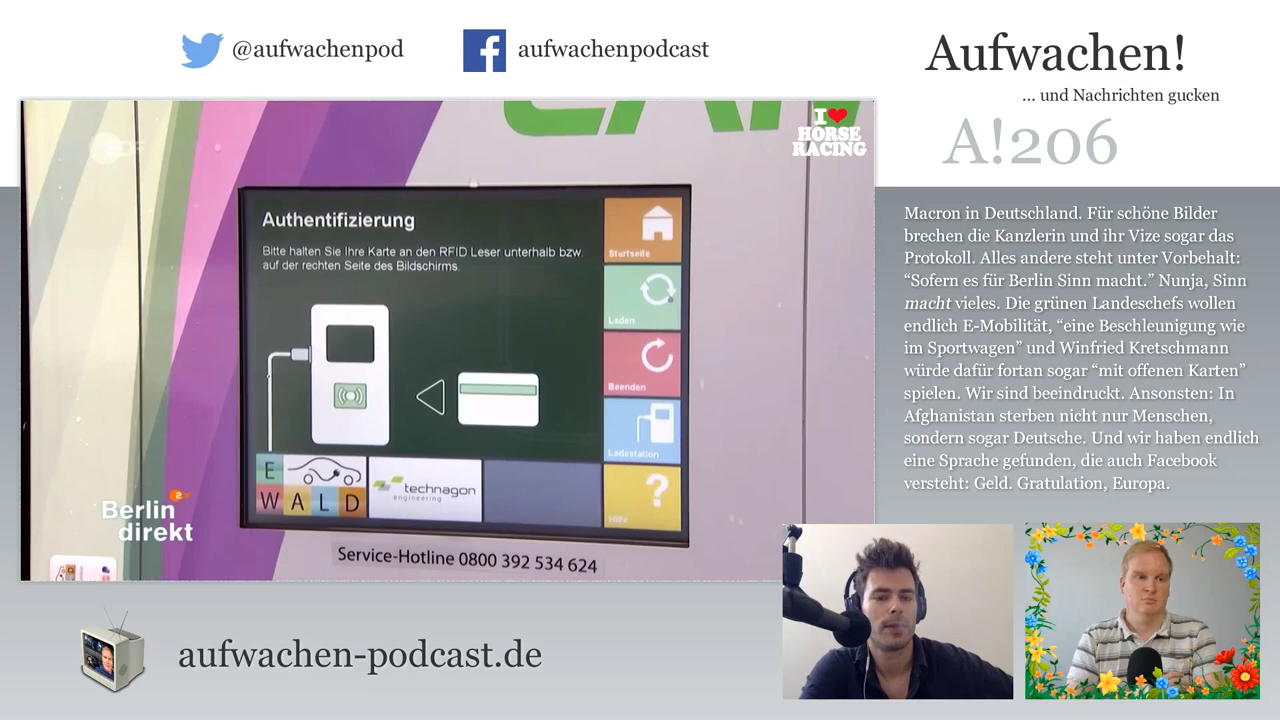 @aufwachenpod
aufwachenpodcast
Aufwachen!
... und Nachrichten gucken
A!206
ZDF
I
HORSE
RACING
Authentifizierung
Bitte halten Sie Ihre Karte an den RFID Leser unterhalb bzw.
auf der rechten Seite des Bildschirms.
Startseite
Laden
Beenden
Ladestation
Hilfe
E
WALD
technagon
engineering
Berlin
direkt
Service-Hotline 0800 392 534 624
Macron in Deutschland. Für schöne Bilder
brechen die Kanzlerin und ihr Vize sogar das
Protokoll. Alles andere steht unter Vorbehalt:
“Sofern es für Berlin Sinn macht.” Nunja, Sinn
macht vieles. Die grünen Landeschefs wollen
endlich E-Mobilität, “eine Beschleunigung wie
im Sportwagen” und Winfried Kretschmann
würde dafür fortan sogar “mit offenen Karten”
spielen. Wir sind beeindruckt. Ansonsten: In
Afghanistan sterben nicht nur Menschen,
sondern sogar Deutsche. Und wir haben endlich
eine Sprache gefunden, die auch Facebook
versteht: Geld. Gratulation, Europa.
aufwachen-podcast.de